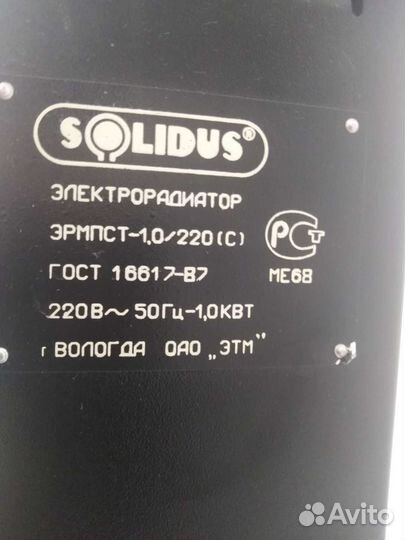 SOLIDUS®
ЭЛЕКТРОРАДИАТОР
ЭРМПСТ-1,0/220(С)
РСТ
ГОСТ 16617-87
МЕ68
220В~ 50Гц-1,0КВТ
г ВОЛОГДА ОАО „ЭТМ"
Avito